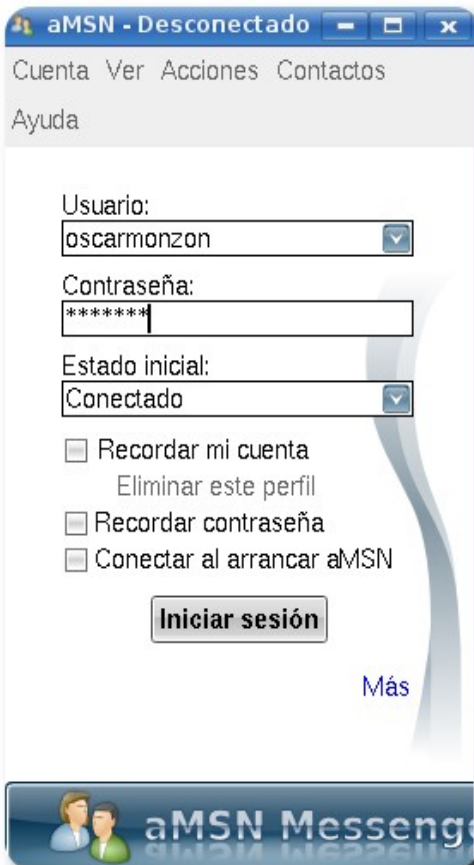 aMSN - Desconectado
Cuenta Ver Acciones Contactos
Ayuda
Usuario:
oscarmonzon
Contraseña:
*******
Estado inicial:
Conectado
Recordar mi cuenta
Eliminar este perfil
Recordar contraseña
Conectar al arrancar aMSN
Iniciar sesión
Más
aMSN Messeng